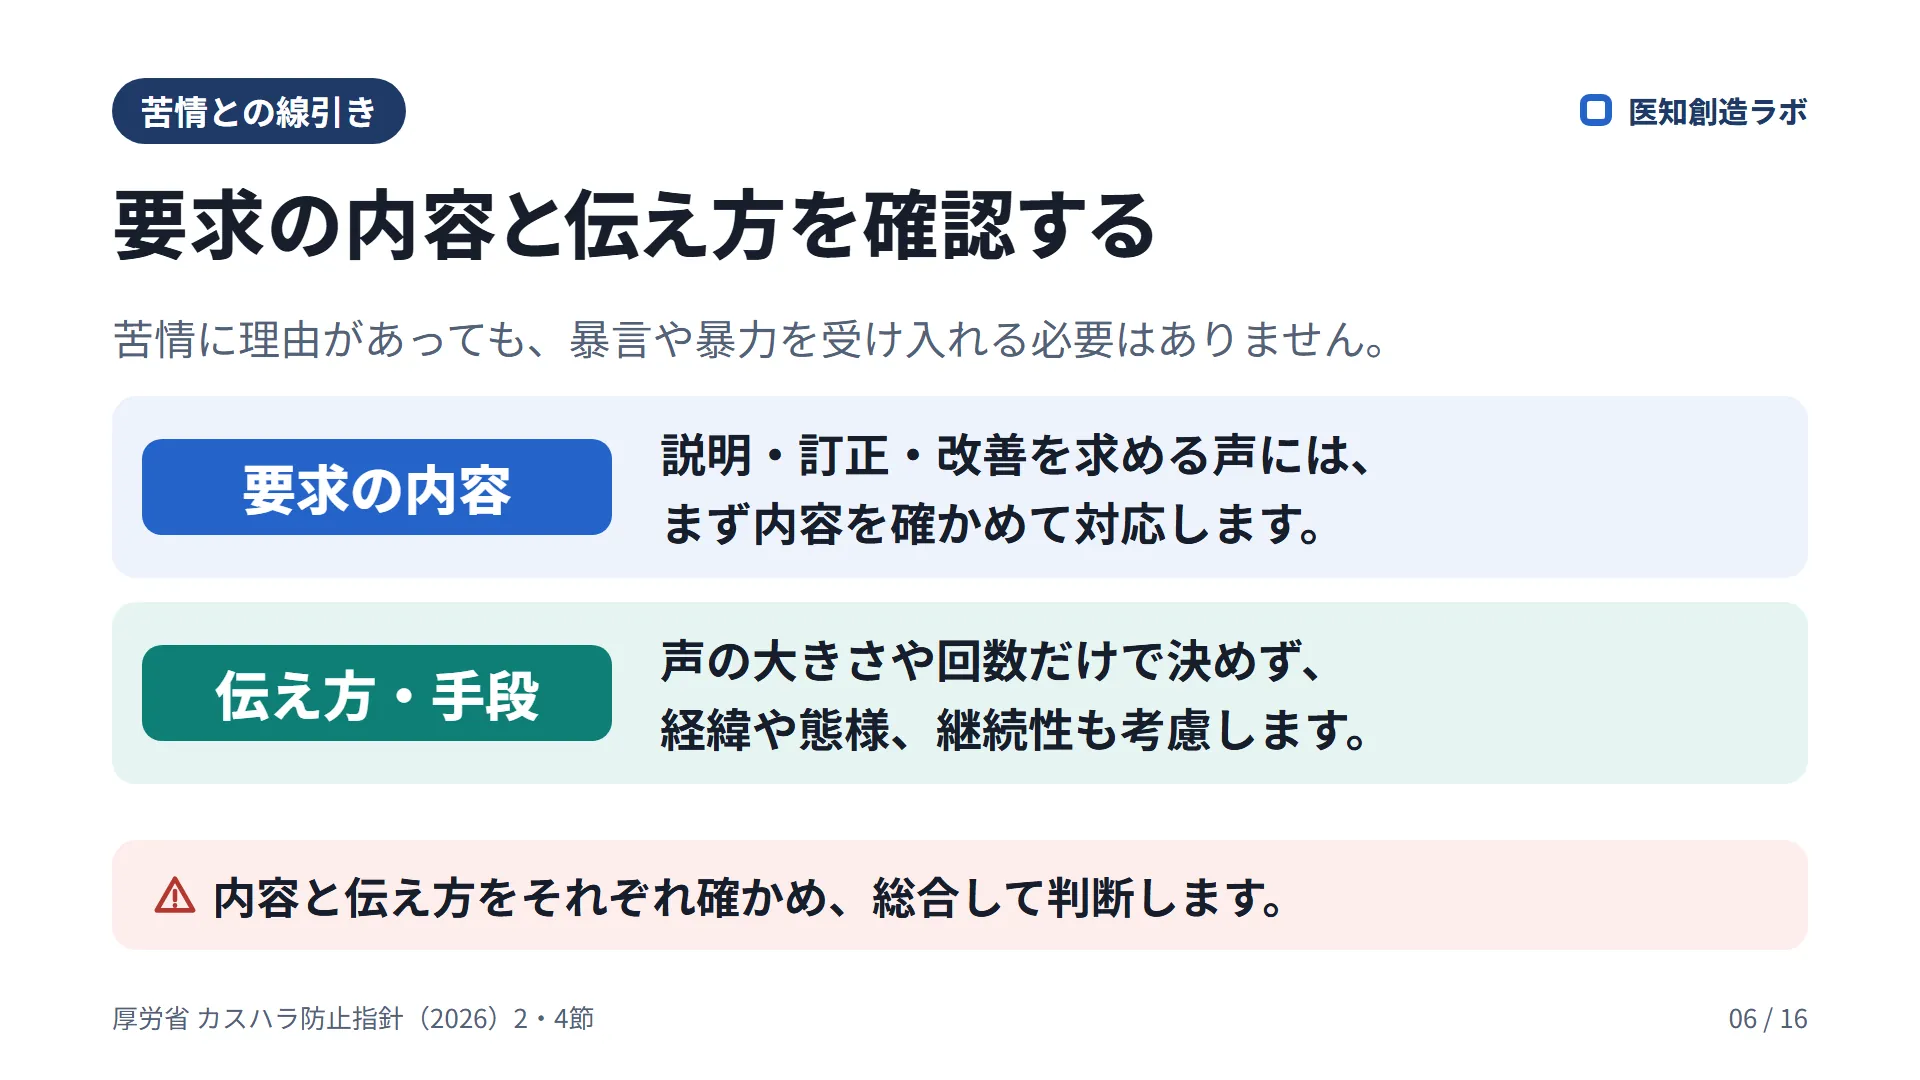 苦情との線引き
医知創造ラボ
要求の内容と伝え方を確認する
苦情に理由があっても、暴言や暴力を受け入れる必要はありません。
要求の内容
説明・訂正・改善を求める声には、
まず内容を確かめて対応します。
伝え方・手段
声の大きさや回数だけで決めず、
経緯や態様、継続性も考慮します。
内容と伝え方をそれぞれ確かめ、総合して判断します。
厚労省 カスハラ防止指針（2026）2・4節
06 / 16